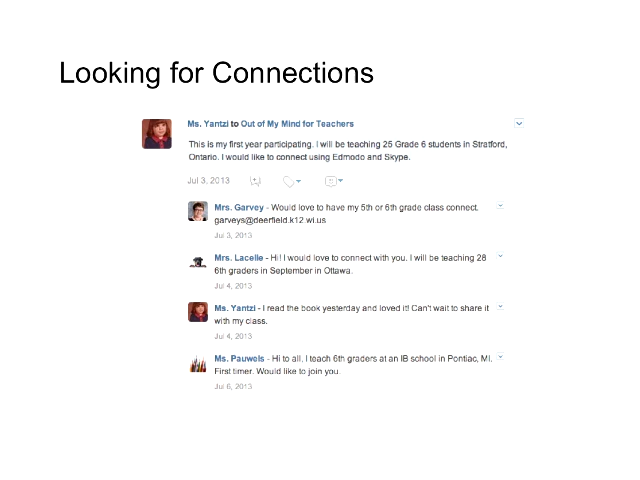 Looking for Connections
Ms. Yantzi to Out of My Mind for Teachers
This is my first year participating. I will be teaching 25 Grade 6 students in Stratford,
Ontario. I would like to connect using Edmodo and Skype.
Jul 3, 2013
Mrs. Garvey - Would love to have my 5th or 6th grade class connect.
garveys@deerfield.k12.wi.us
Jul 3, 2013
Mrs. Lacelle - Hi! I would love to connect with you. I will be teaching 28
6th graders in September in Ottawa.
Jul 4, 2013
Ms. Yantzi - I read the book yesterday and loved it! Can't wait to share it
with my class.
Jul 4, 2013
Ms. Pauwels - Hi to all. I teach 6th graders at an IB school in Pontiac, MI.
First timer. Would like to join you.
Jul 6, 2013